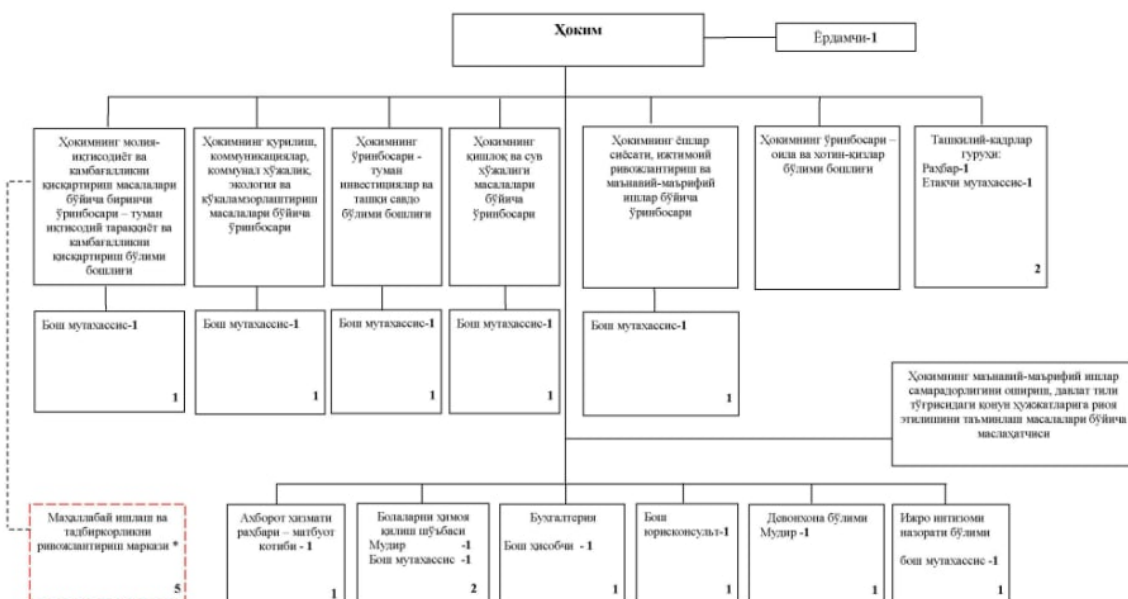 Ҳоким
Ёрдамчи-1
Ҳокимнинг молия-
иқтисодиёт ва
камбағалликни
қисқартириш масалалари
бўйича биринчи
ўринбосари – туман
иқтисодий тараққиёт ва
камбағалликни
қисқартириш бўлими
бошлиғи
Ҳокимнинг қурилиш,
коммуникациялар,
коммунал хўжалик,
экология ва
кўкаламзорлаштириш
масалалари бўйича
ўринбосари
Ҳокимнинг
ўринбосари -
туман
инвестициялар ва
ташқи савдо
бўлими бошлиғи
Ҳокимнинг
қишлоқ ва сув
хўжалиги
масалалари
бўйича
ўринбосари
Ҳокимнинг ёшлар
сиёсати, ижтимоий
ривожлантириш ва
маънавий-маърифий
ишлар бўйича
ўринбосари
Ҳокимнинг ўринбосари –
оила ва хотин-қизлар
бўлими бошлиғи
Ташкилий-кадрлар
гуруҳи:
Раҳбар-1
Етакчи мутахассис-1
2
Бош мутахассис-1
1
Бош мутахассис-1
1
Бош мутахассис-1
1
Бош мутахассис-1
1
Бош мутахассис-1
1
Ҳокимнинг маънавий-маърифий ишлар
самарадорлигини ошириш, давлат тили
тўғрисидаги қонун ҳужжатларига риоя
этилишини таъминлаш масалалари бўйича
маслаҳатчиси
Маҳаллабай ишлаш ва
тадбиркорликни
ривожлантириш маркази *
5
Ахборот хизмати
раҳбари – матбуот
котиби - 1
1
Болаларни ҳимоя
қилиш шўъбаси
Мудир -1
Бош мутахассис -1
2
Бухгалтерия
Бош ҳисобчи - 1
1
Бош
юрисконсульт-1
1
Девонхона бўлими
Мудир -1
1
Ижро интизоми
назорати бўлими
бош мутахассис -1
1